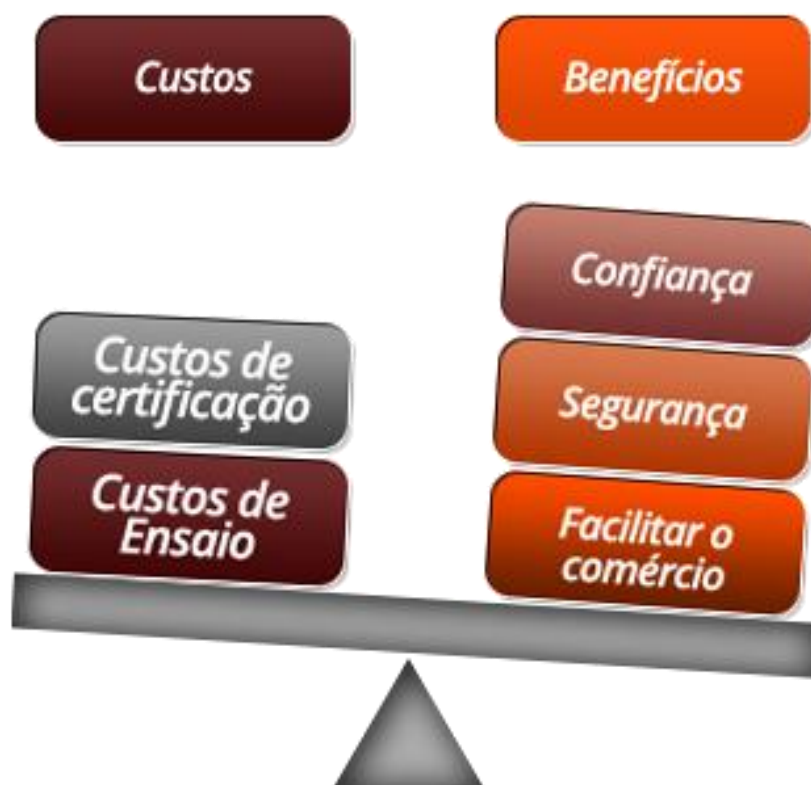 Custos
Benefícios
Confiança
Custos de
certificação
Segurança
Custos de
Ensaio
Facilitar o
comércio